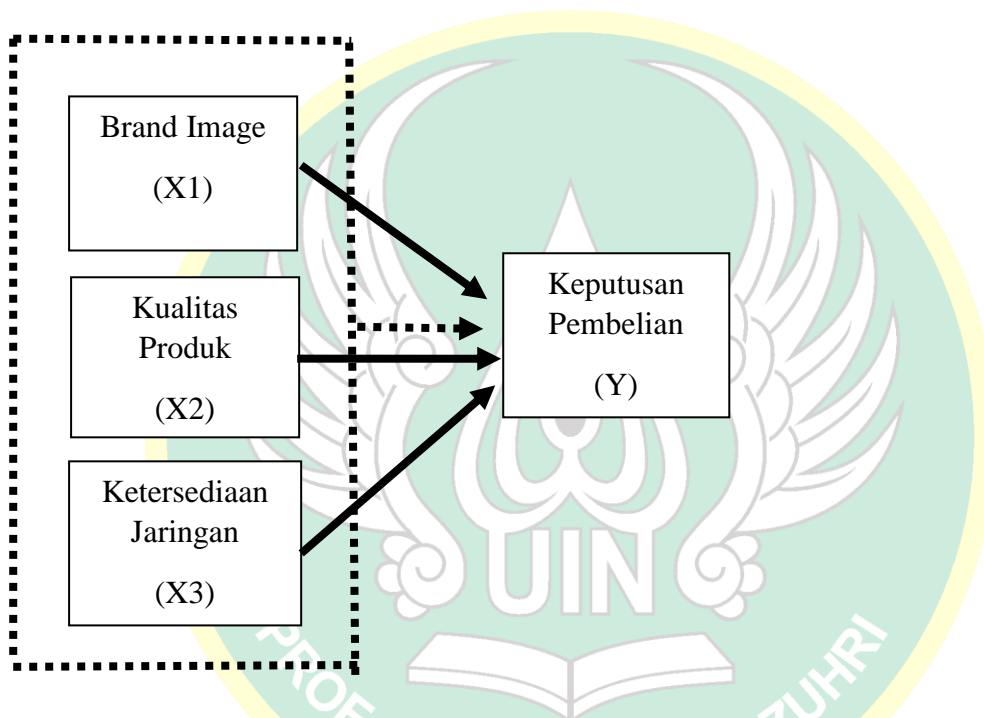 Brand Image
(X1)
Kualitas
Produk
(X2)
Ketersediaan
Jaringan
(X3)
Keputusan
Pembelian
(Y)
UIN